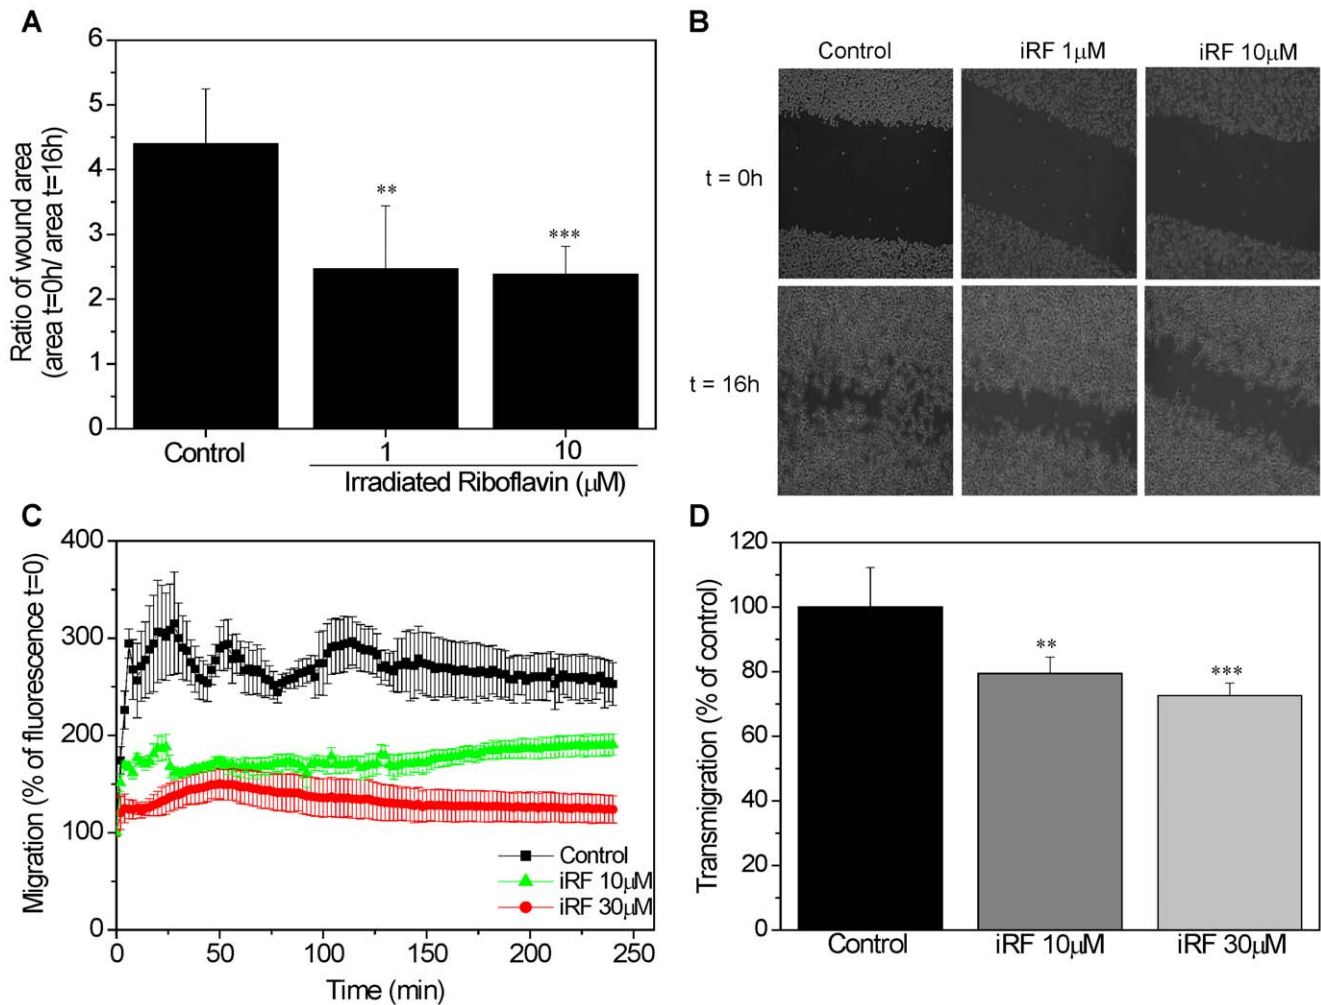 A
Ratio of wound area
(area t=0h/ area t=16h)
6
5
4
3
2
1
0
**
***
Control
1
10
Irradiated Riboflavin (μM)
B
Control
iRF 1μM
iRF 10μM
t = 0h
t = 16h
C
Migration (% of fluorescence t=0)
400
300
200
100
0
Control
iRF 10μM
iRF 30μM
0
50
100
150
200
250
Time (min)
D
Transmigration (% of control)
120
100
80
60
40
20
0
**
***
Control
iRF 10μM
iRF 30μM